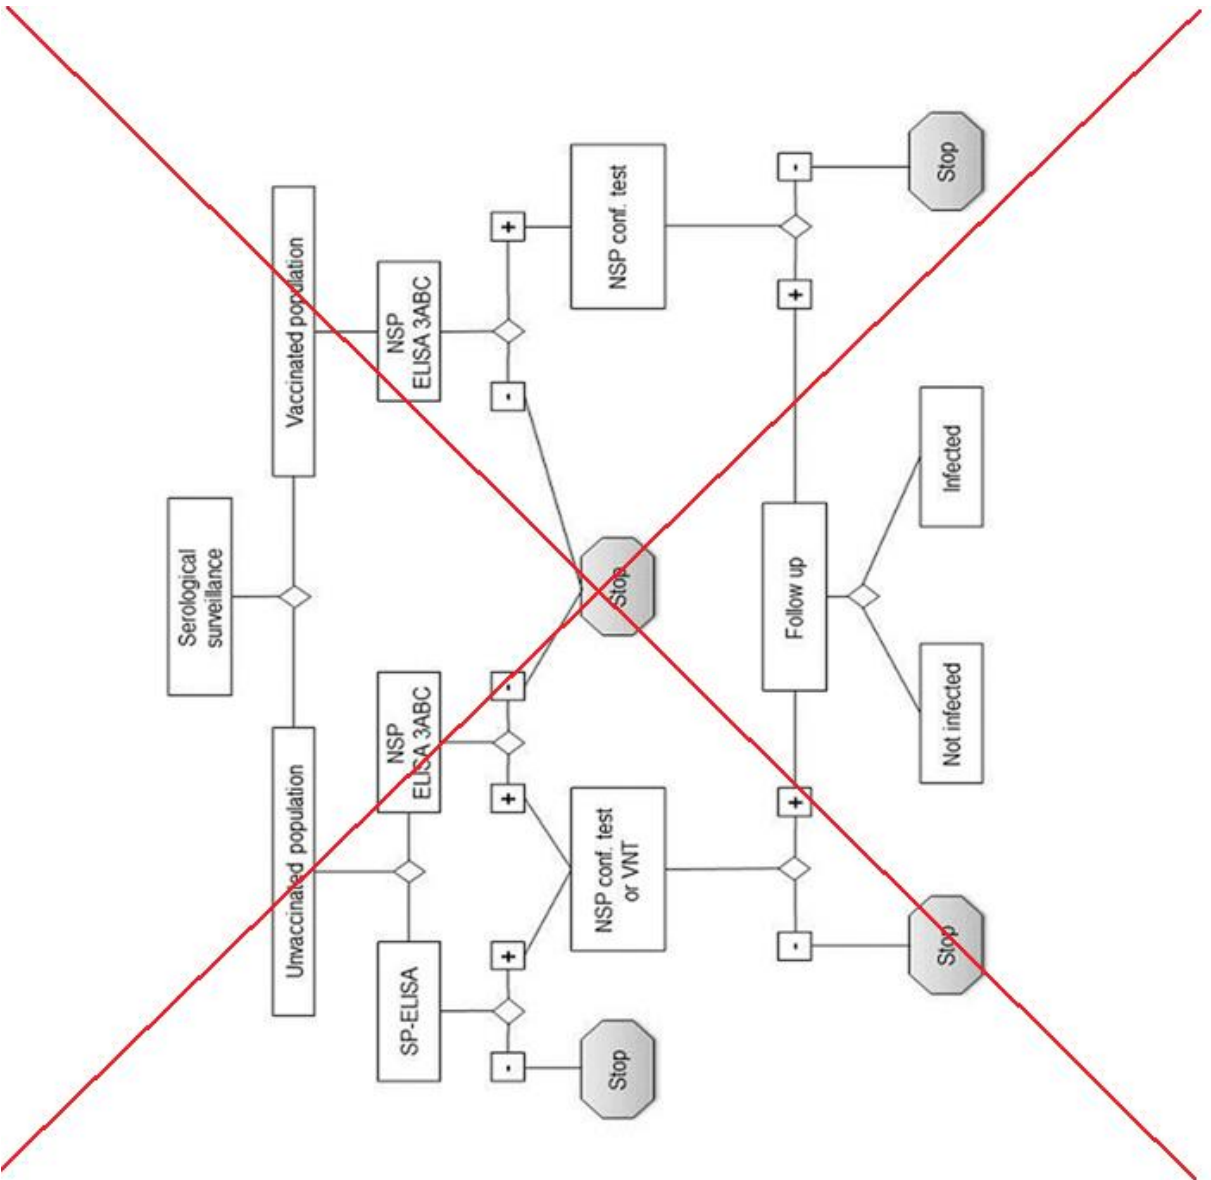 Serological
surveillance
Unvaccinated population
Vaccinated population
SP-ELISA
NSP
ELISA 3ABC
NSP
ELISA 3ABC
-
+
+
-
-
+
Stop
NSP conf. test
or VNT
Stop
NSP conf. test
-
+
Follow up
+
-
Stop
Not infected
Infected
Stop